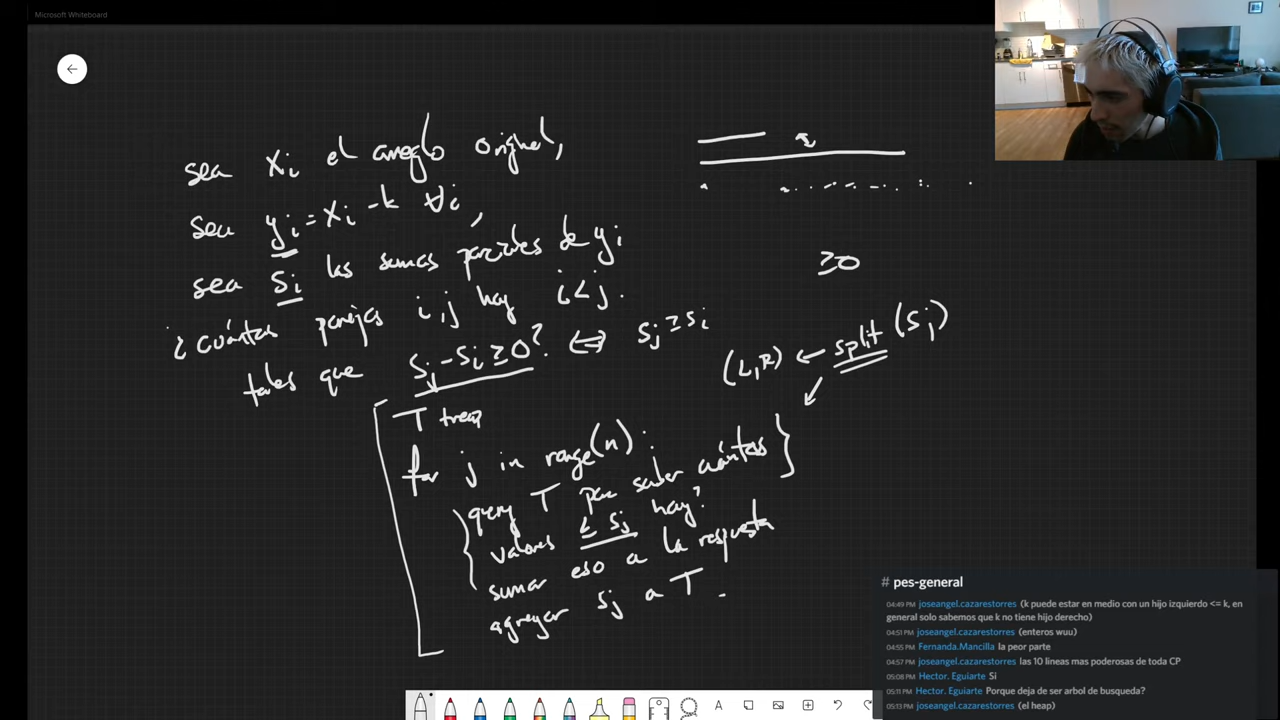 Microsoft Whiteboard
sea xi el arreglo original,
sea yi = xi - k ∀i,
sea si las sumas parciales de yi
¿cuántas parejas i, j hay i<j.
tales que sj - si ≥ 0? ⟺ sj ≥ si
≥0
(L,R) ← split (sj)
T treap
for j in range(n):
query T para saber cuántos
valores ≤ sj hay?
sumar eso a la respuesta
agregar sj a T.
# pes-general
04:49 PM joseangel.cazarestorres (k puede estar en medio con un hijo izquierdo <= k, en
general solo sabemos que k no tiene hijo derecho)
04:51 PM joseangel.cazarestorres (enteros wuu)
04:55 PM Fernanda.Mancilla la peor parte
04:57 PM joseangel.cazarestorres las 10 lineas mas poderosas de toda CP
05:08 PM Hector. Eguiarte Si
05:11 PM Hector. Eguiarte Porque deja de ser arbol de busqueda?
05:13 PM joseangel.cazarestorres (el heap)